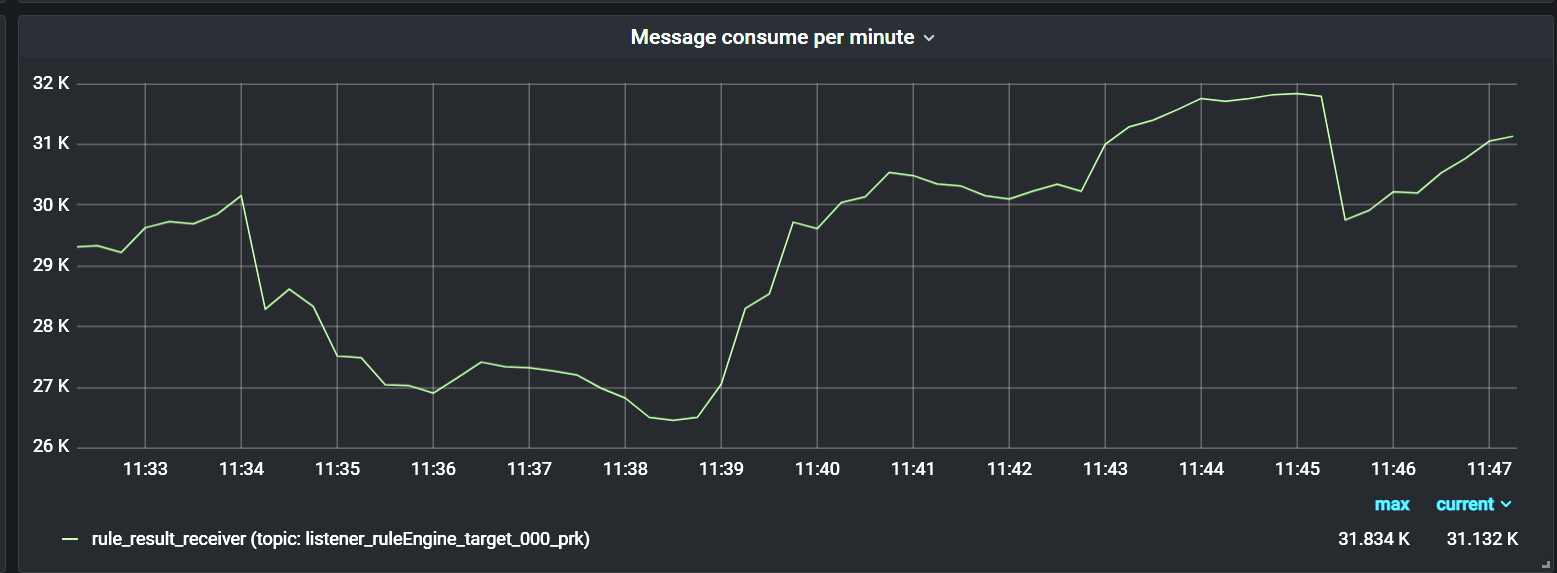 Message consume per minute
32 K
31 K
30 K
29 K
28 K
27 K
26 K
11:33 11:34 11:35 11:36 11:37 11:38 11:39 11:40 11:41 11:42 11:43 11:44 11:45 11:46 11:47
max current
rule_result_receiver (topic: listener_ruleEngine_target_000_prk) 31.834 K 31.132 K